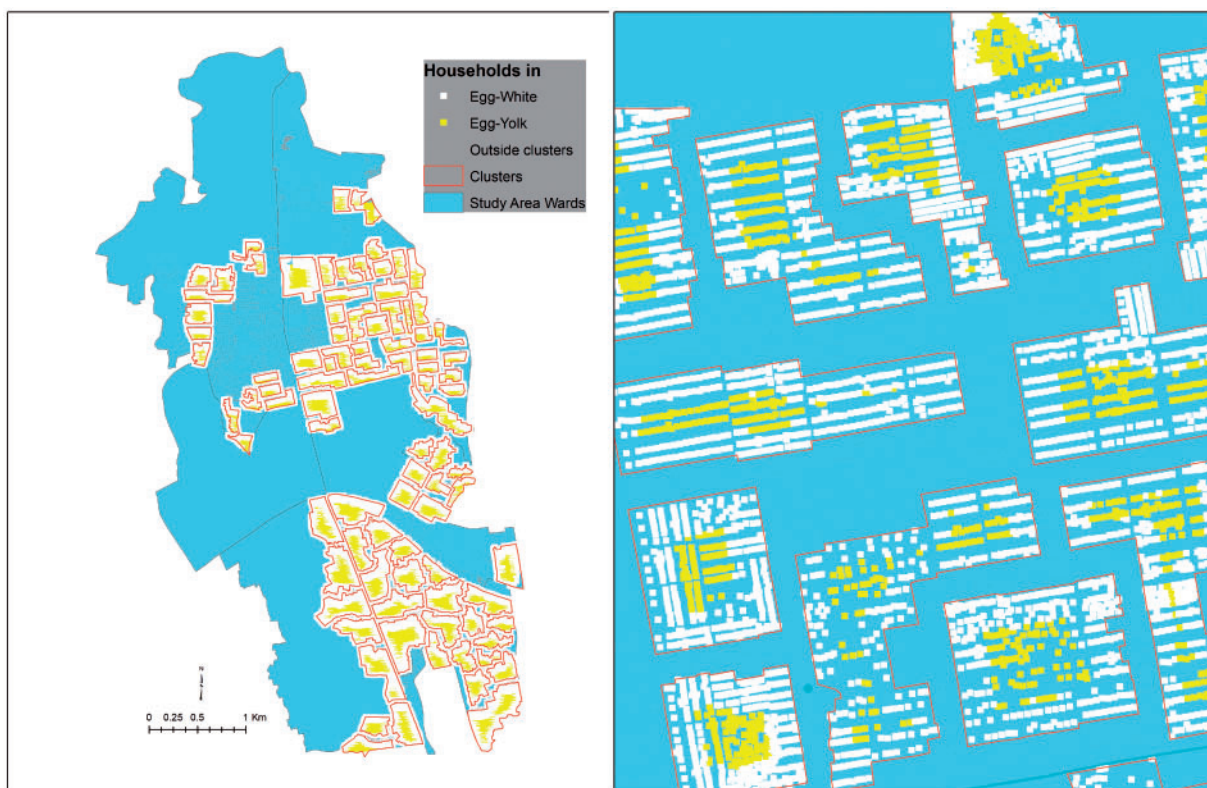 Households in
Egg-White
Egg-Yolk
Outside clusters
Clusters
Study Area Wards
N
0 0.25 0.5 1 Km